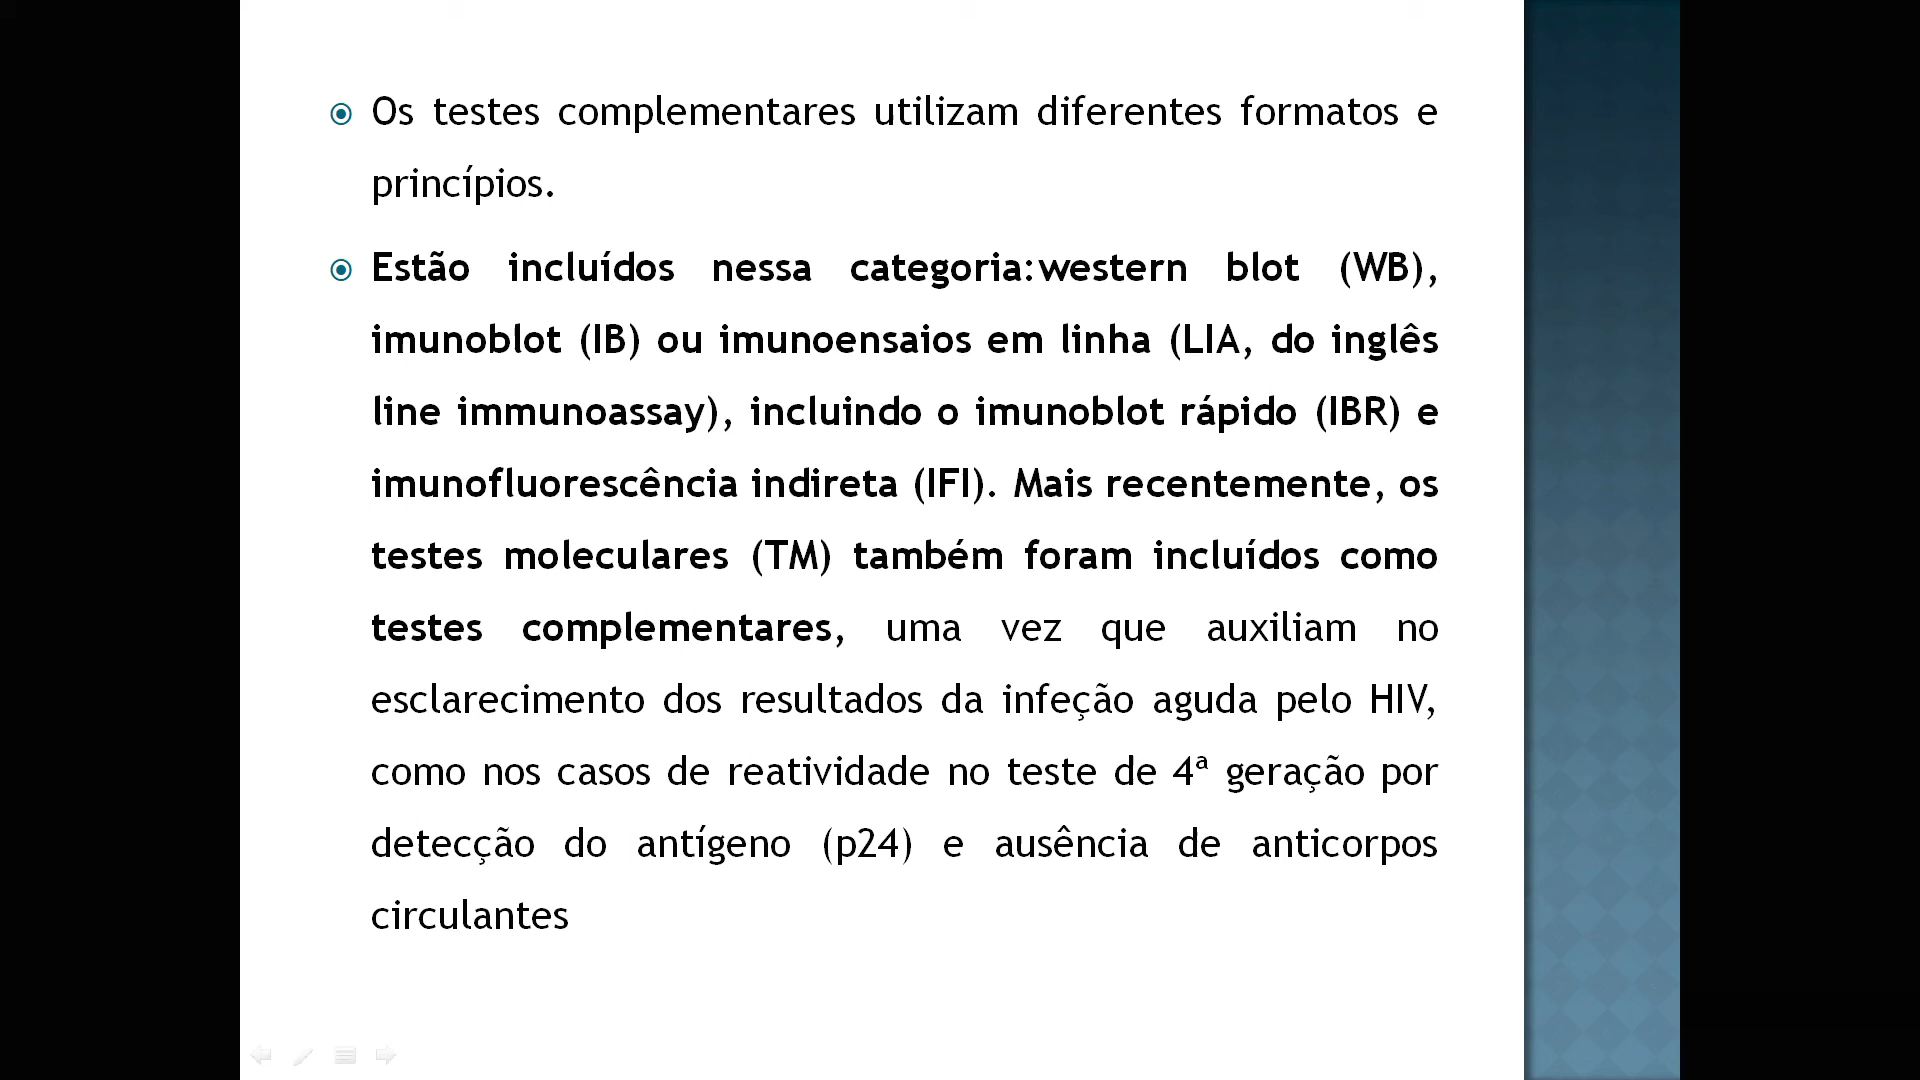 Os testes complementares utilizam diferentes formatos e
princípios.
Estão incluídos nessa categoria:western blot (WB),
imunoblot (IB) ou imunoensaios em linha (LIA, do inglês
line immunoassay), incluindo o imunoblot rápido (IBR) e
imunofluorescência indireta (IFI). Mais recentemente, os
testes moleculares (TM) também foram incluídos como
testes complementares, uma vez que auxiliam no
esclarecimento dos resultados da infeção aguda pelo HIV,
como nos casos de reatividade no teste de 4ª geração por
detecção do antígeno (p24) e ausência de anticorpos
circulantes